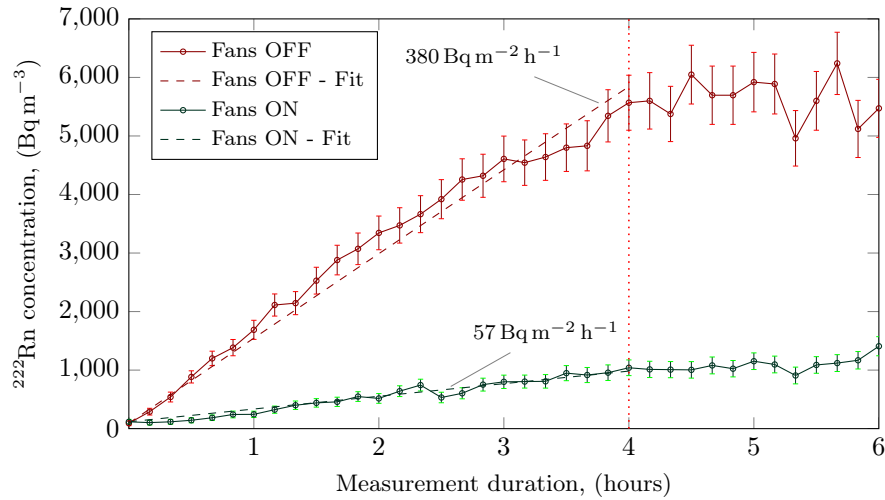 7,000
6,000
5,000
4,000
3,000
2,000
1,000
0
²²²Rn concentration, (Bq m⁻³)
Fans OFF
Fans OFF - Fit
Fans ON
Fans ON - Fit
380 Bq m⁻² h⁻¹
57 Bq m⁻² h⁻¹
1 2 3 4 5 6
Measurement duration, (hours)